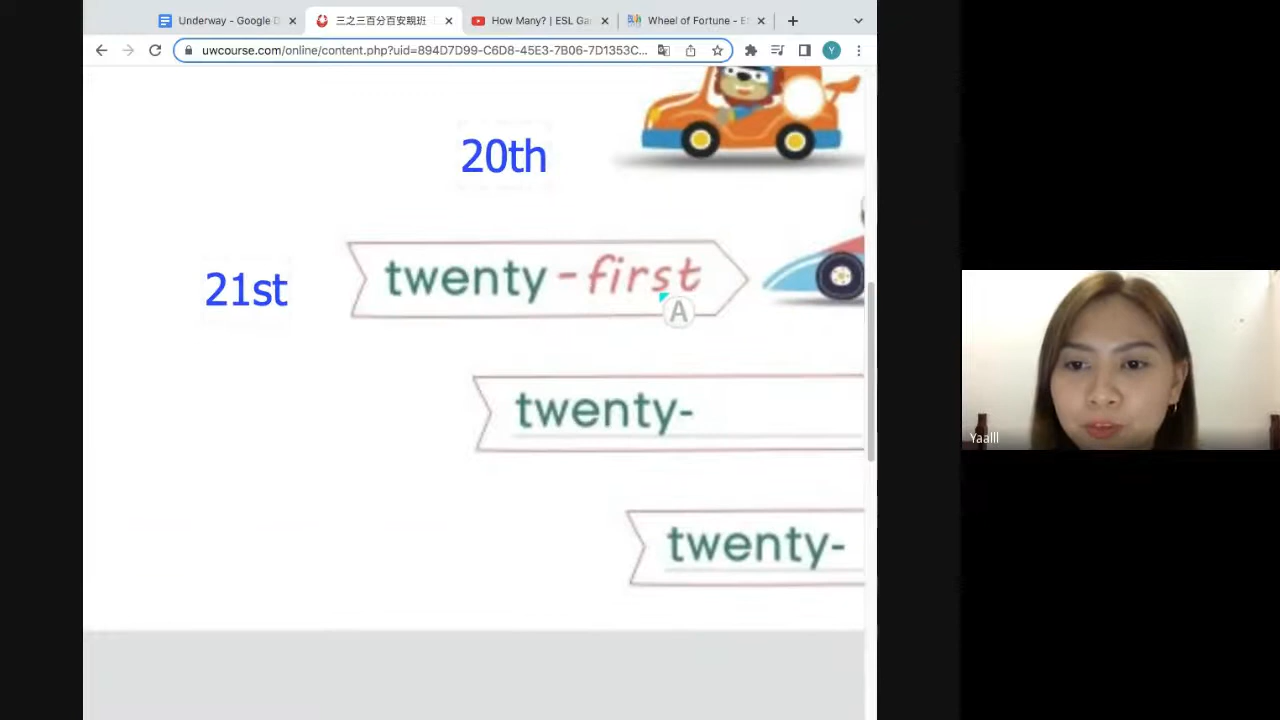 Underway - Google D
三之三百分百安親班
How Many? | ESL Ga
Wheel of Fortune - E
uwcourse.com/online/content.php?uid=894D7D99-C6D8-45E3-7B06-7D1353C...
Y
20th
21st
twenty-first
A
twenty-
twenty-
Yaalll